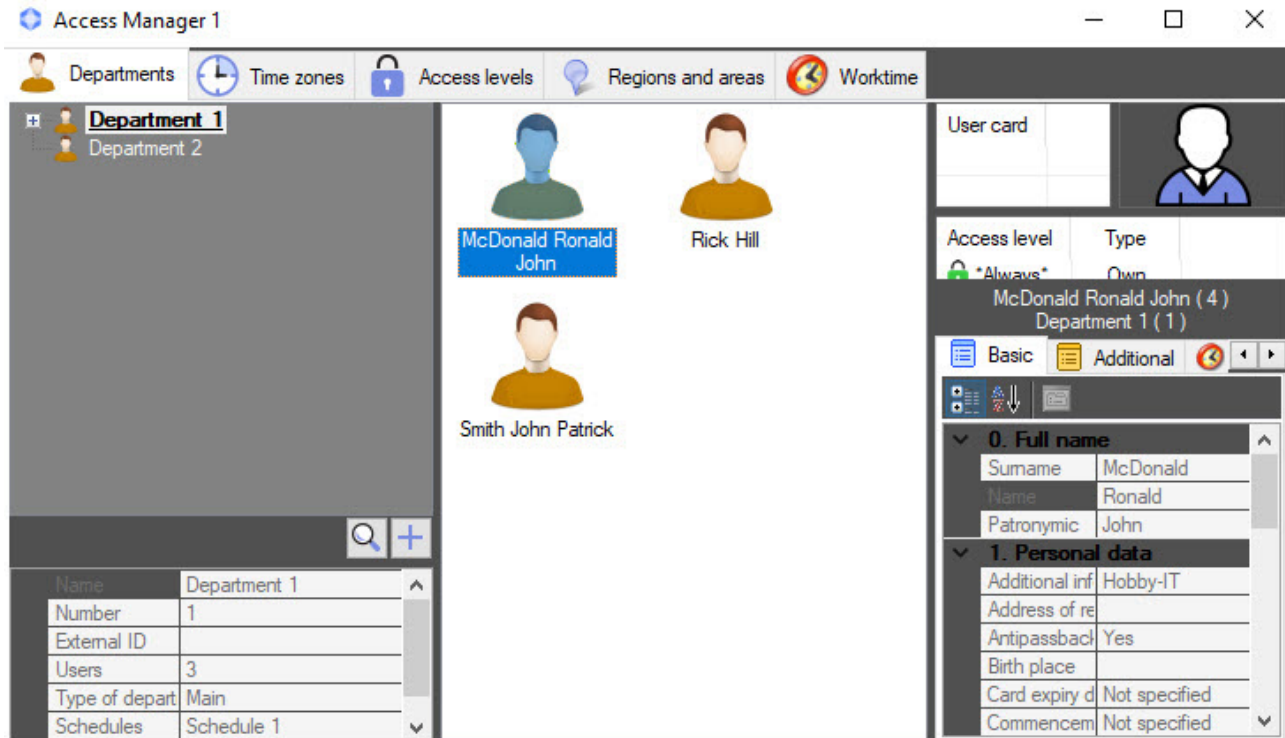 Access Manager 1
Departments
Time zones
Access levels
Regions and areas
Worktime
Department 1
Department 2
Name Department 1
Number 1
External ID
Users 3
Type of depart Main
Schedules Schedule 1
McDonald Ronald
John
Rick Hill
Smith John Patrick
User card
Access level Type
*Always* Own
McDonald Ronald John ( 4 )
Department 1 ( 1 )
Basic
Additional
0. Full name
Surname McDonald
Name Ronald
Patronymic John
1. Personal data
Additional inf Hobby-IT
Address of re
Antipassback Yes
Birth place
Card expiry d Not specified
Commencem Not specified